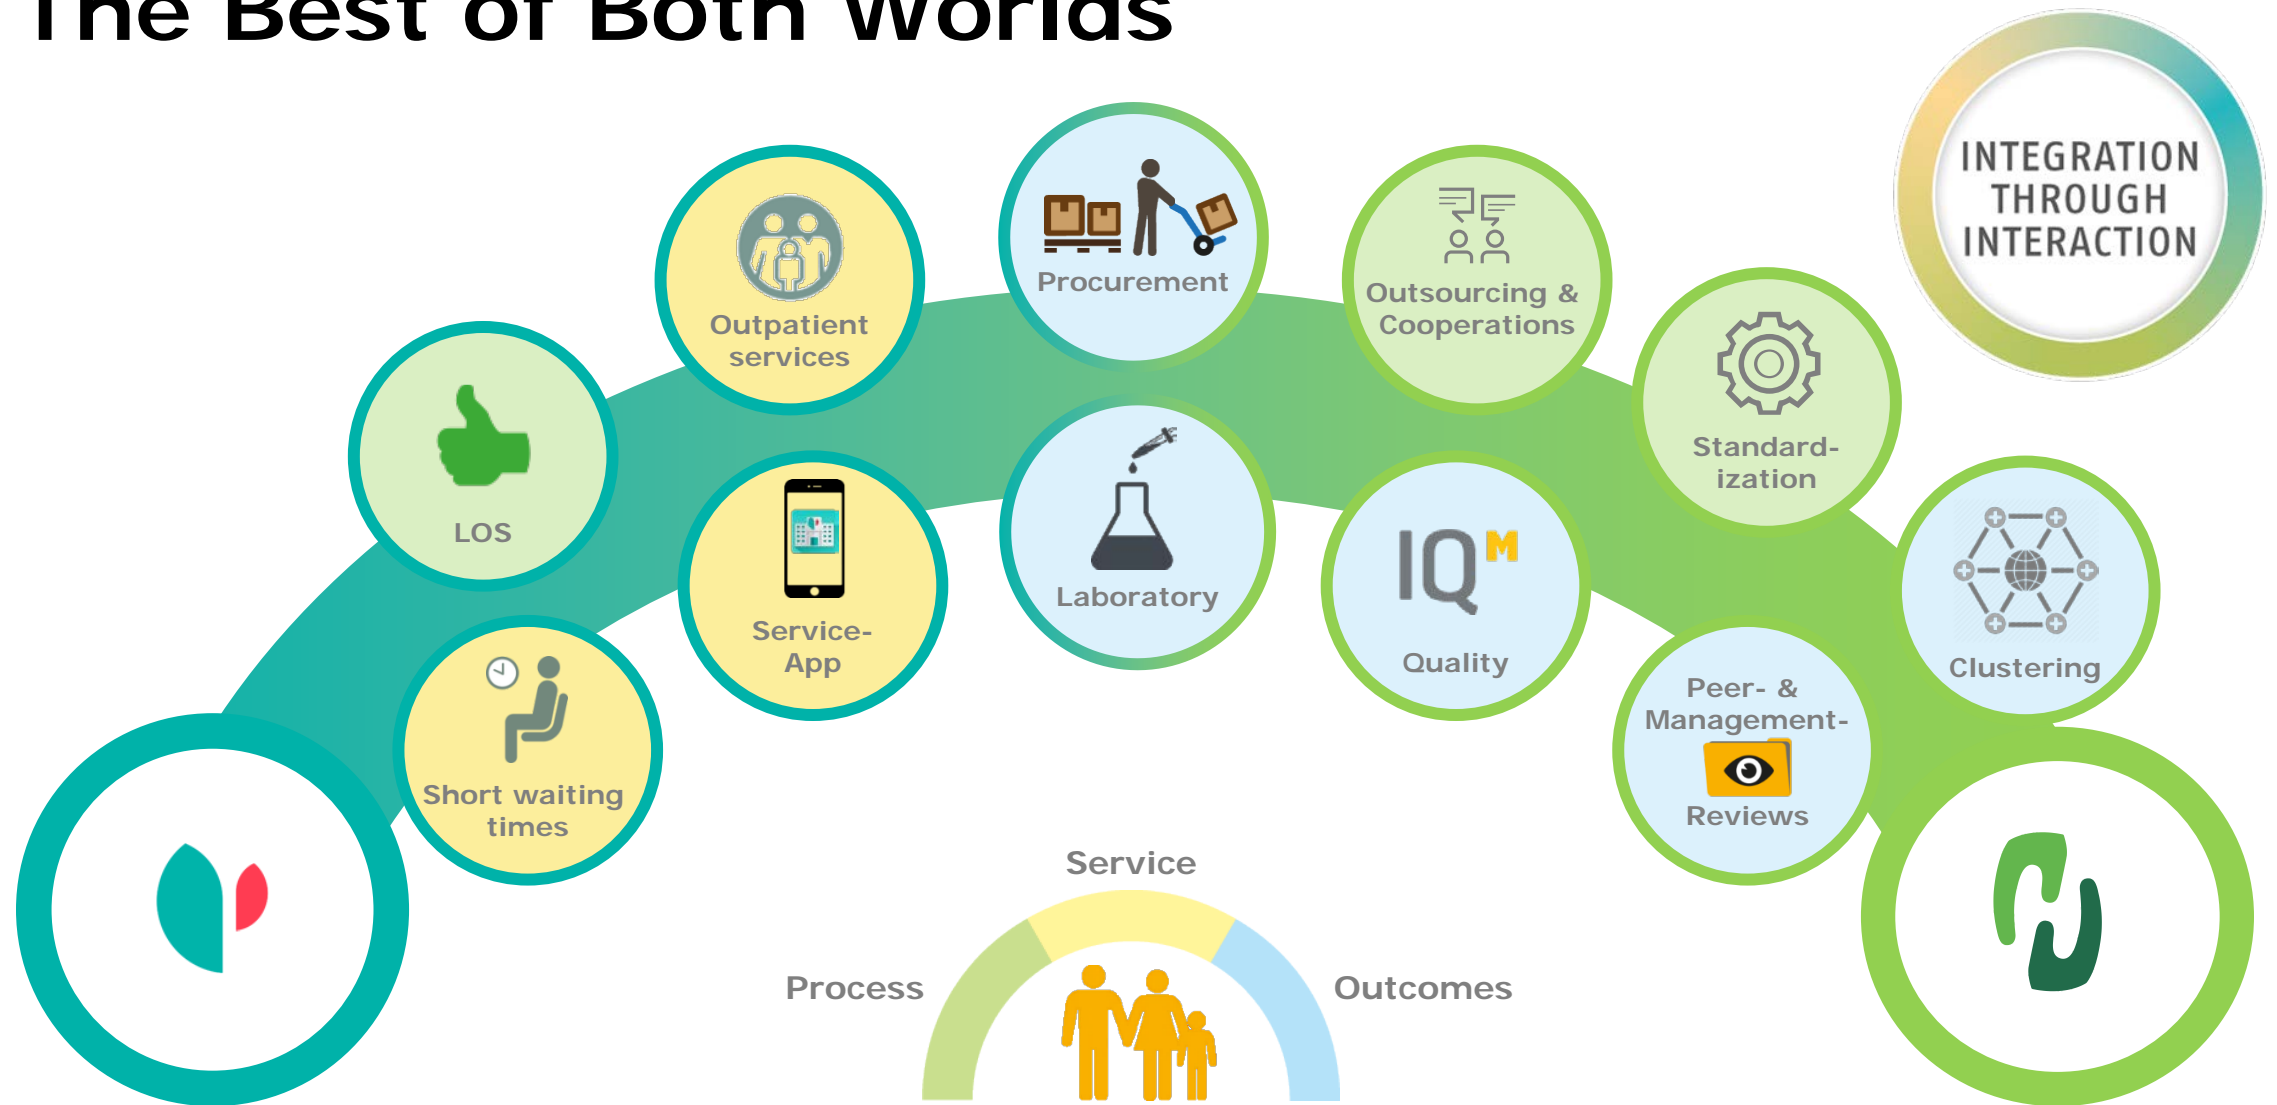 The Best of Both Worlds
INTEGRATION
THROUGH
INTERACTION
Procurement
Outpatient
services
Outsourcing &
Cooperations
Standard-
ization
LOS
Service-
App
Laboratory
IQM
Quality
Clustering
Peer- &
Management-
Reviews
Short waiting
times
Service
Process
Outcomes